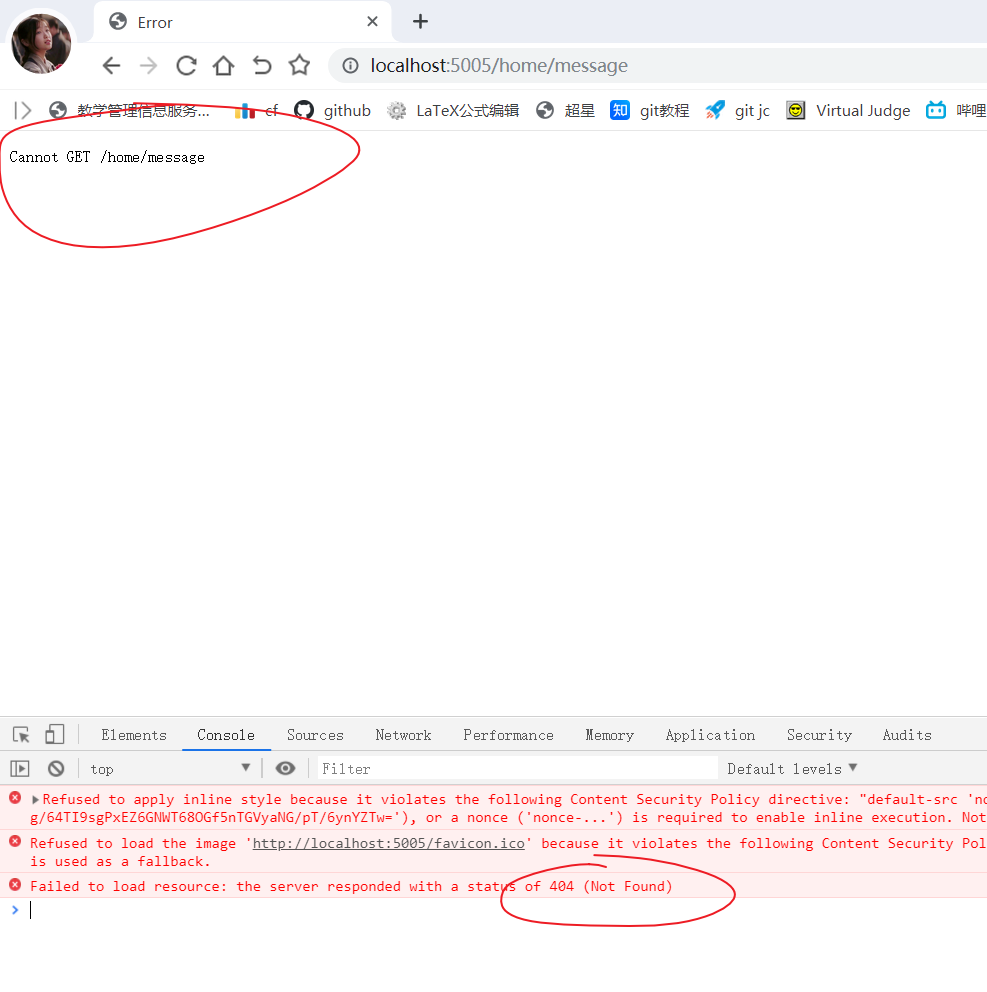 Error
localhost:5005/home/message
教学管理信息服务... cf github LaTeX公式编辑 超星 知 git教程 git jc Virtual Judge 哔哩
Cannot GET /home/message
Elements Console Sources Network Performance Memory Application Security Audits
top Filter Default levels
Refused to apply inline style because it violates the following Content Security Policy directive: "default-src 'no
g/64TI9sgPxEZ6GNWT68OGf5nTGVyaNG/pT/6ynYZTw='), or a nonce ('nonce-...') is required to enable inline execution. Not
Refused to load the image 'http://localhost:5005/favicon.ico' because it violates the following Content Security Pol
is used as a fallback.
Failed to load resource: the server responded with a status of 404 (Not Found)